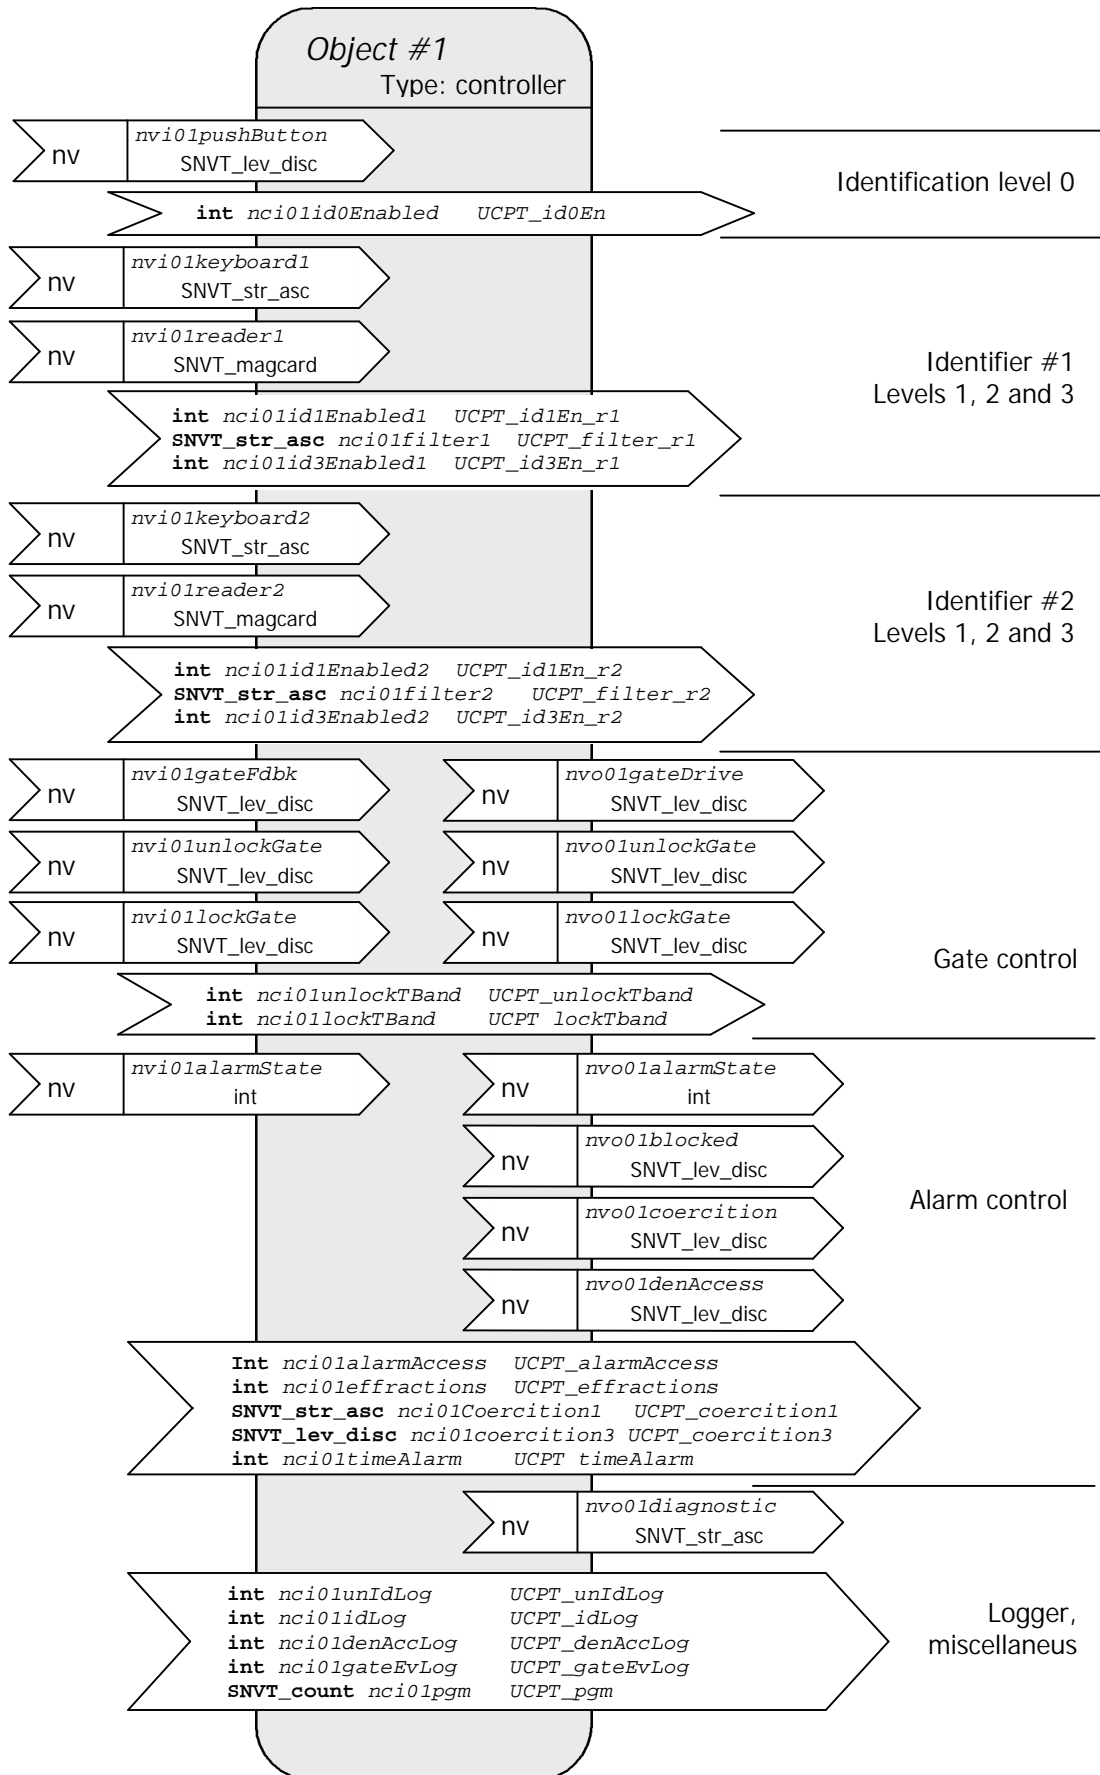 Object #1
Type: controller
nv
nvi01pushButton
SNVT_lev_disc
Identification level 0
int nci01id0Enabled UCPT_id0En
nv
nvi01keyboard1
SNVT_str_asc
nv
nvi01reader1
SNVT_magcard
Identifier #1
Levels 1, 2 and 3
int nci01id1Enabled1 UCPT_id1En_r1
SNVT_str_asc nci01filter1 UCPT_filter_r1
int nci01id3Enabled1 UCPT_id3En_r1
nv
nvi01keyboard2
SNVT_str_asc
nv
nvi01reader2
SNVT_magcard
Identifier #2
Levels 1, 2 and 3
int nci01id1Enabled2 UCPT_id1En_r2
SNVT_str_asc nci01filter2 UCPT_filter_r2
int nci01id3Enabled2 UCPT_id3En_r2
nv
nvi01gateFdbk
SNVT_lev_disc
nv
nvo01gateDrive
SNVT_lev_disc
nv
nvi01unlockGate
SNVT_lev_disc
nv
nvo01unlockGate
SNVT_lev_disc
nv
nvi01lockGate
SNVT_lev_disc
nv
nvo01lockGate
SNVT_lev_disc
Gate control
int nci01unlockTBand UCPT_unlockTband
int nci01lockTBand UCPT lockTband
nv
nvi01alarmState
int
nv
nvo01alarmState
int
nv
nvo01blocked
SNVT_lev_disc
Alarm control
nv
nvo01coercition
SNVT_lev_disc
nv
nvo01denAccess
SNVT_lev_disc
Int nci01alarmAccess UCPT_alarmAccess
int nci01effractions UCPT_effractions
SNVT_str_asc nci01Coercition1 UCPT_coercition1
SNVT_lev_disc nci01coercition3 UCPT_coercition3
int nci01timeAlarm UCPT timeAlarm
nv
nvo01diagnostic
SNVT_str_asc
int nci01unIdLog UCPT_unIdLog
int nci01idLog UCPT_idLog
int nci01denAccLog UCPT_denAccLog
int nci01gateEvLog UCPT_gateEvLog
SNVT_count nci01pgm UCPT_pgm
Logger,
miscellaneus